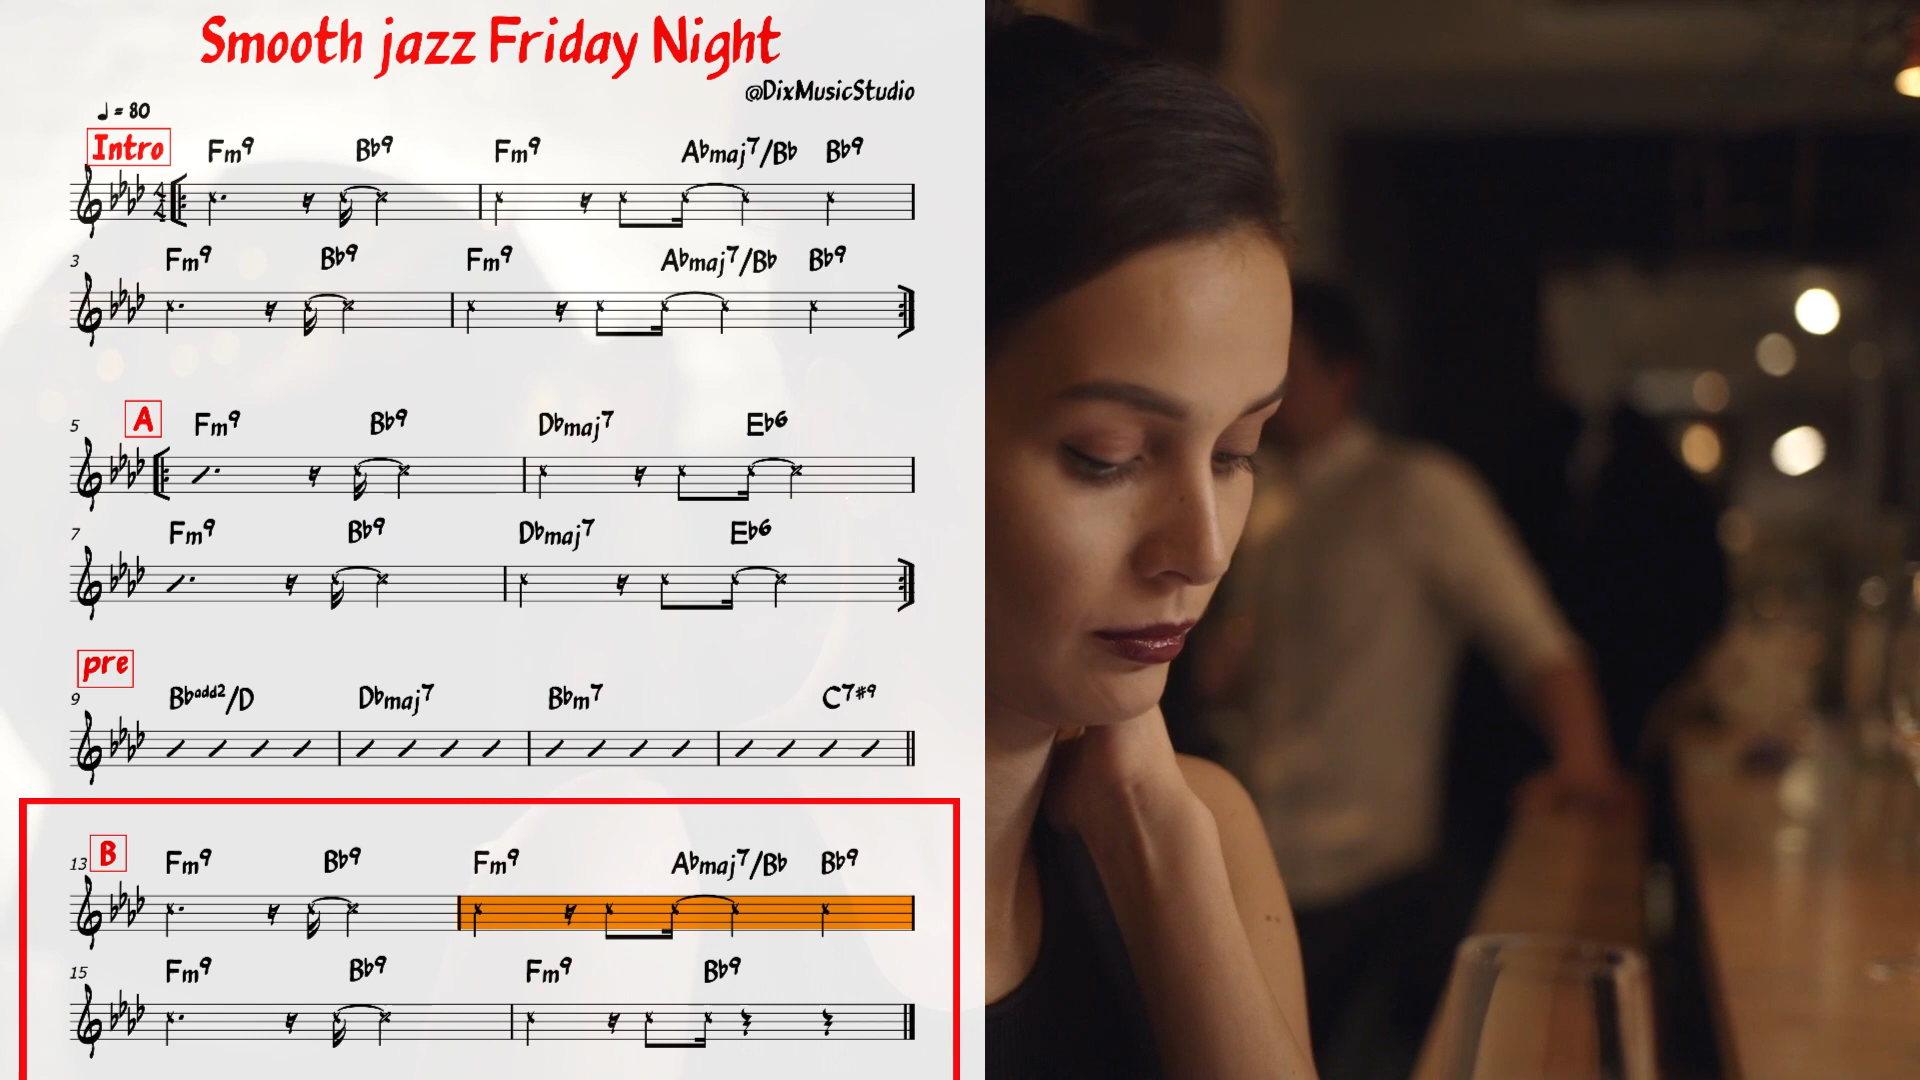 Smooth jazz Friday Night
@DixMusicStudio
♩ = 80
Intro Fm9 Bb9 Fm9 Abmaj7/Bb Bb9
4/4
3 Fm9 Bb9 Fm9 Abmaj7/Bb Bb9
5 A Fm9 Bb9 Dbmaj7 Eb6
7 Fm9 Bb9 Dbmaj7 Eb6
pre
9 Bbadd2/D Dbmaj7 Bbm7 C7#9
13 B Fm9 Bb9 Fm9 Abmaj7/Bb Bb9
15 Fm9 Bb9 Fm9 Bb9